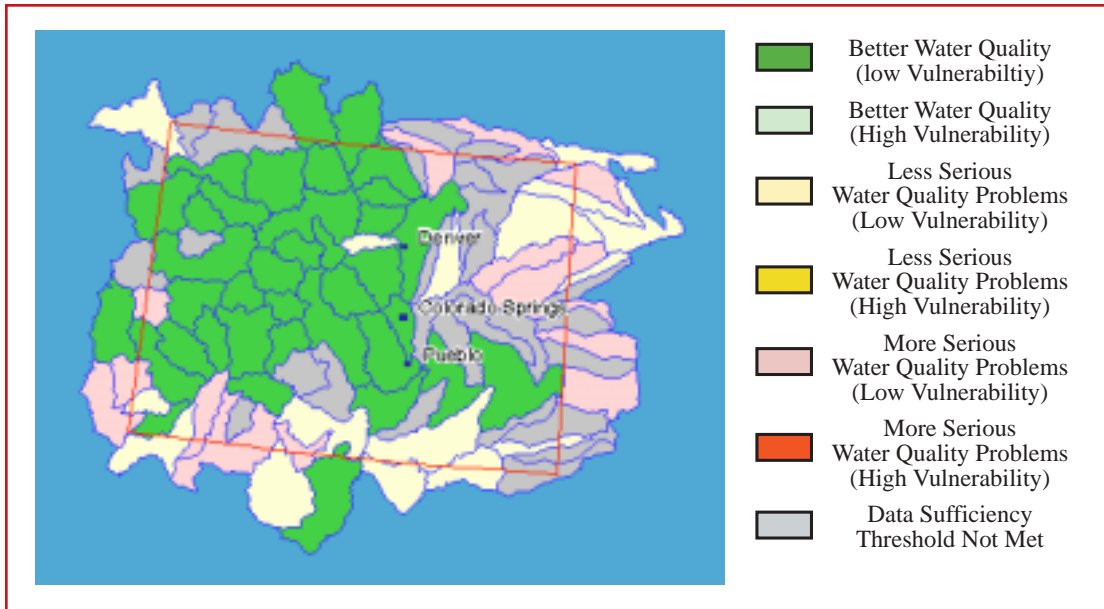 Denver
Colorado Springs
Pueblo
Better Water Quality
(low Vulnerabiltiy)
Better Water Quality
(High Vulnerability)
Less Serious
Water Quality Problems
(Low Vulnerability)
Less Serious
Water Quality Problems
(High Vulnerability)
More Serious
Water Quality Problems
(Low Vulnerability)
More Serious
Water Quality Problems
(High Vulnerability)
Data Sufficiency
Threshold Not Met